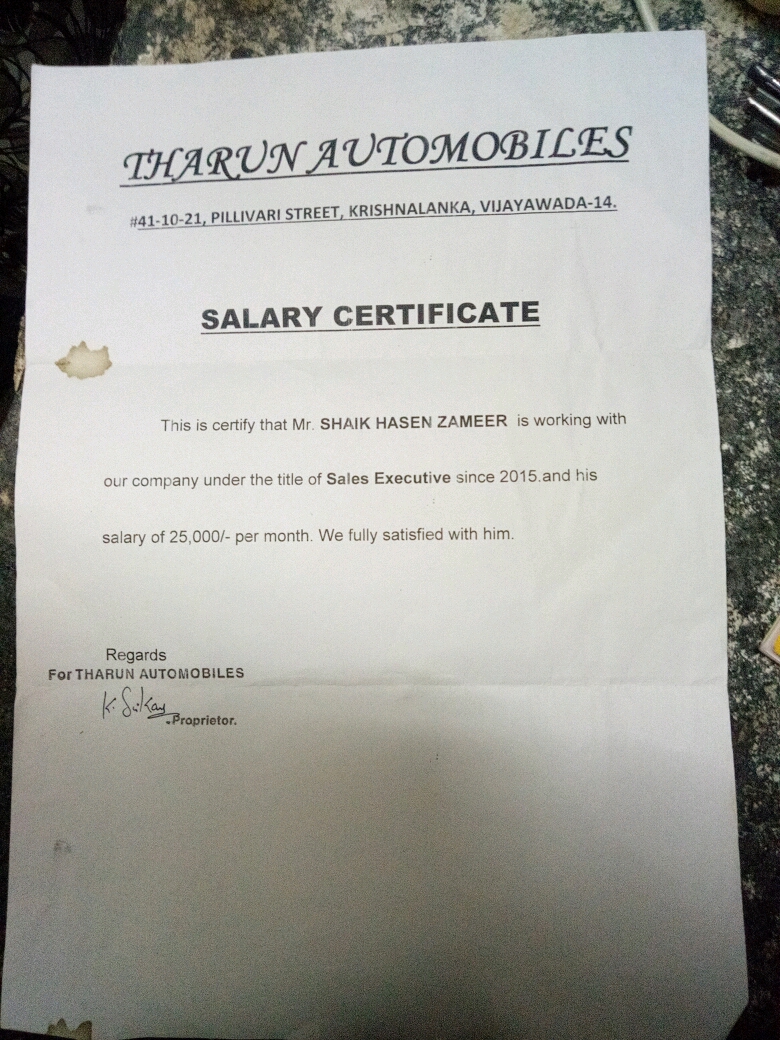 THARUN AUTOMOBILES
#41-10-21, PILLIVARI STREET, KRISHNALANKA, VIJAYAWADA-14.
SALARY CERTIFICATE
This is certify that Mr. SHAIK HASEN ZAMEER is working with
our company under the title of Sales Executive since 2015.and his
salary of 25,000/- per month. We fully satisfied with him.
Regards
For THARUN AUTOMOBILES
Proprietor.